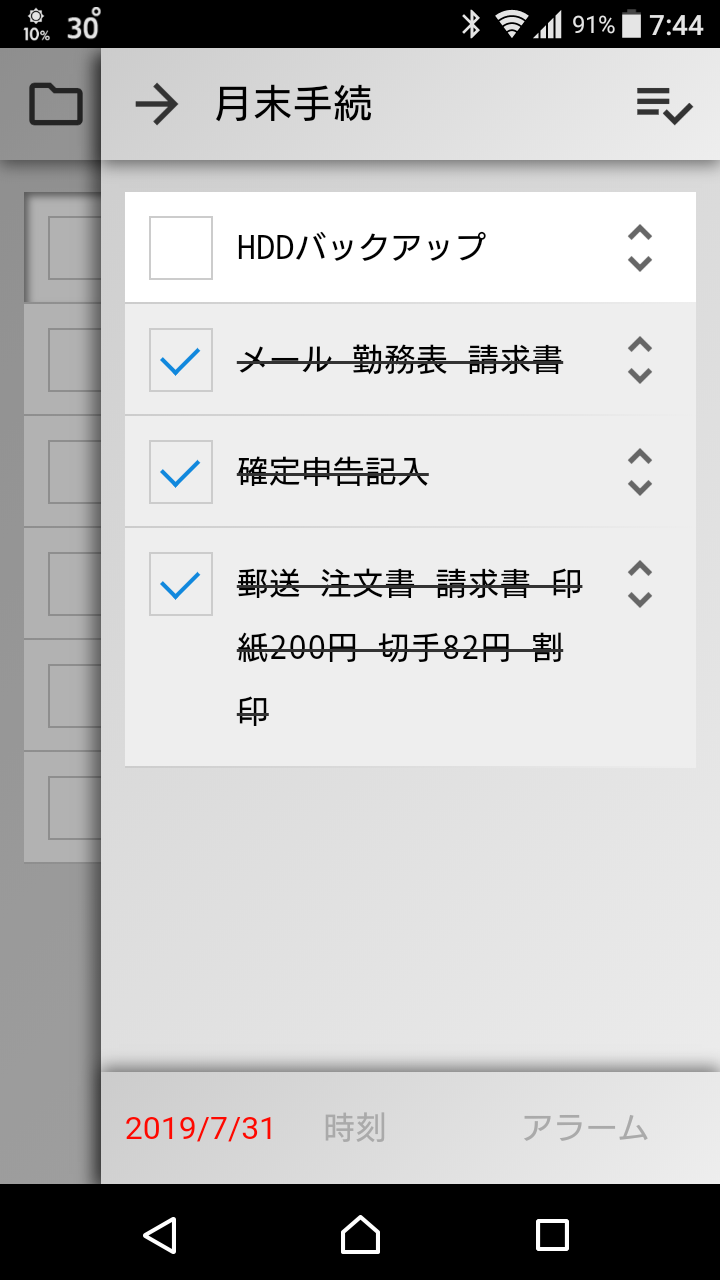 10% 30° 91% 7:44
月末手続
HDDバックアップ
メール 勤務表 請求書
確定申告記入
郵送 注文書 請求書 印
紙200円 切手82円 割
印
2019/7/31 時刻 アラーム